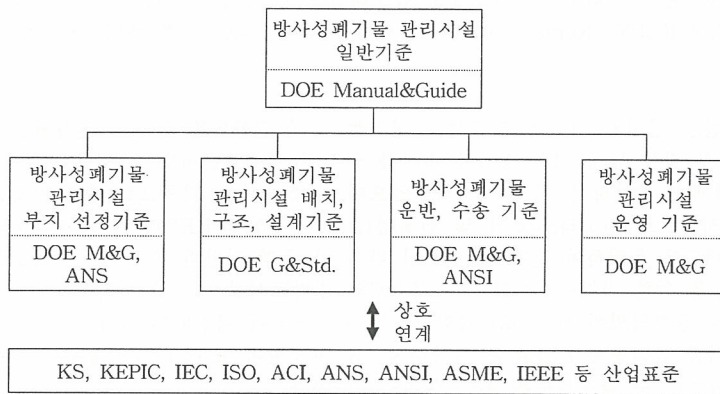 방사성폐기물 관리시설
일반기준
DOE Manual&Guide
방사성폐기물
관리시설
부지 선정기준
DOE M&G,
ANS
방사성폐기물
관리시설 배치,
구조, 설계기준
DOE G&Std.
방사성폐기물
운반, 수송 기준
DOE M&G,
ANSI
방사성폐기물
관리시설
운영 기준
DOE M&G
상호
연계
KS, KEPIC, IEC, ISO, ACI, ANS, ANSI, ASME, IEEE 등 산업표준